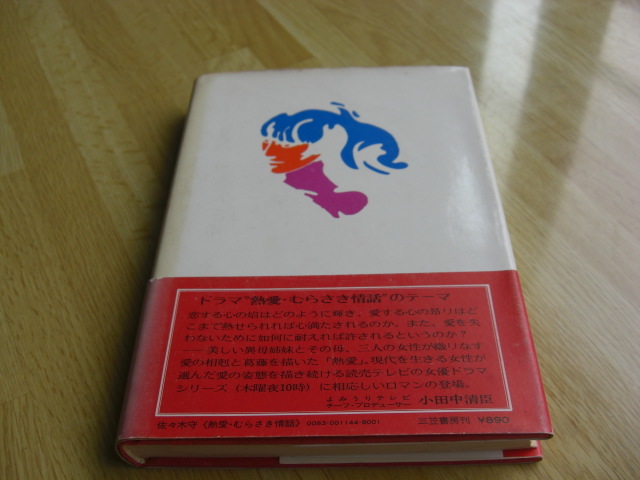 ドラマ“熱愛・むらさき情話”のテーマ
恋する心の焰はどのように輝き、愛する心の昂りはど
こまで熱せられれば心満たされるのか。また、愛を失
わないために如何に耐えれば許されるというのか?
——美しい異母姉妹とその母。三人の女性が織りなす
愛の相剋と葛藤を描いた「熱愛」。現代を生きる女性が
選んだ愛の姿態を描き続ける読売テレビの女優ドラマ
シリーズ(木曜夜10時)に相応しいロマンの登場。
よみうりテレビ
チーフ・プロデューサー 小田中清臣
佐々木守《熱愛・むらさき情話》 0093-001144-8001 三笠書房刊 ¥890